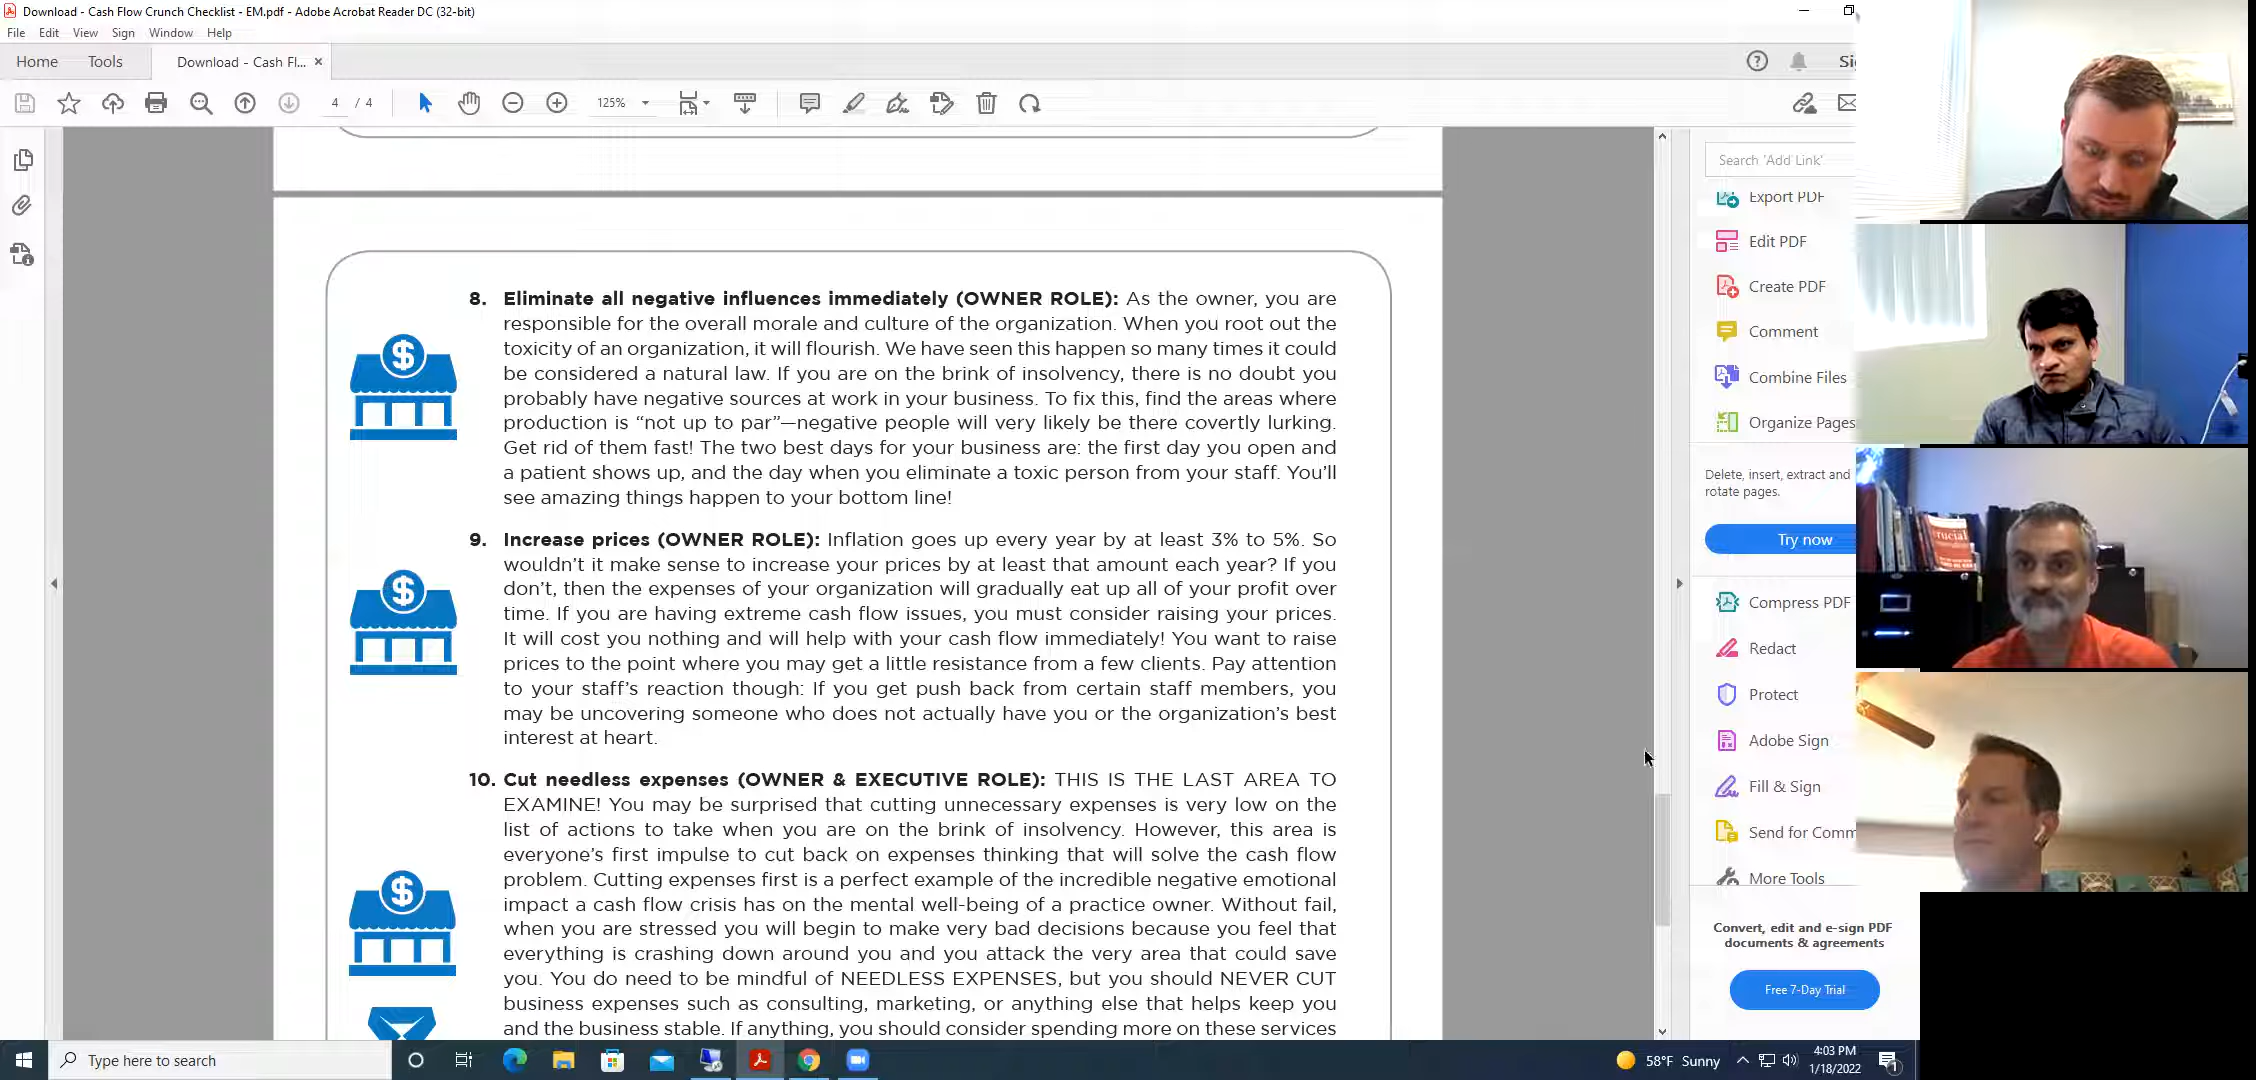 Download - Cash Flow Crunch Checklist - EM.pdf - Adobe Acrobat Reader DC (32-bit)
File Edit View Sign Window Help
Home Tools Download - Cash Fl... ×
4 / 4 125%
Search 'Add Link'
Export PDF
Edit PDF
Create PDF
Comment
Combine Files
Organize Pages
Delete, insert, extract and
rotate pages.
Try now
Compress PDF
Redact
Protect
Adobe Sign
Fill & Sign
Send for Comm
More Tools
Convert, edit and e-sign PDF
documents & agreements
Free 7-Day Trial
8. Eliminate all negative influences immediately (OWNER ROLE): As the owner, you are
responsible for the overall morale and culture of the organization. When you root out the
toxicity of an organization, it will flourish. We have seen this happen so many times it could
be considered a natural law. If you are on the brink of insolvency, there is no doubt you
probably have negative sources at work in your business. To fix this, find the areas where
production is “not up to par”—negative people will very likely be there covertly lurking.
Get rid of them fast! The two best days for your business are: the first day you open and
a patient shows up, and the day when you eliminate a toxic person from your staff. You’ll
see amazing things happen to your bottom line!
9. Increase prices (OWNER ROLE): Inflation goes up every year by at least 3% to 5%. So
wouldn’t it make sense to increase your prices by at least that amount each year? If you
don’t, then the expenses of your organization will gradually eat up all of your profit over
time. If you are having extreme cash flow issues, you must consider raising your prices.
It will cost you nothing and will help with your cash flow immediately! You want to raise
prices to the point where you may get a little resistance from a few clients. Pay attention
to your staff’s reaction though: If you get push back from certain staff members, you
may be uncovering someone who does not actually have you or the organization’s best
interest at heart.
10. Cut needless expenses (OWNER & EXECUTIVE ROLE): THIS IS THE LAST AREA TO
EXAMINE! You may be surprised that cutting unnecessary expenses is very low on the
list of actions to take when you are on the brink of insolvency. However, this area is
everyone’s first impulse to cut back on expenses thinking that will solve the cash flow
problem. Cutting expenses first is a perfect example of the incredible negative emotional
impact a cash flow crisis has on the mental well-being of a practice owner. Without fail,
when you are stressed you will begin to make very bad decisions because you feel that
everything is crashing down around you and you attack the very area that could save
you. You do need to be mindful of NEEDLESS EXPENSES, but you should NEVER CUT
business expenses such as consulting, marketing, or anything else that helps keep you
and the business stable. If anything, you should consider spending more on these services
Type here to search
58°F Sunny
4:03 PM
1/18/2022